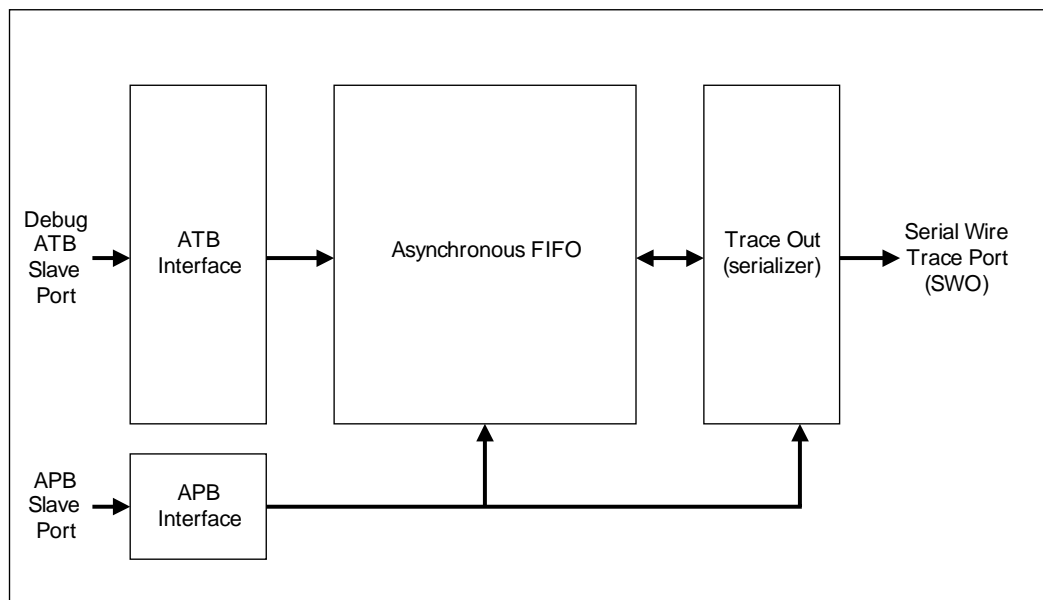 Debug
ATB
Slave
Port
ATB
Interface
Asynchronous FIFO
Trace Out
(serializer)
Serial Wire
Trace Port
(SWO)
APB
Slave
Port
APB
Interface